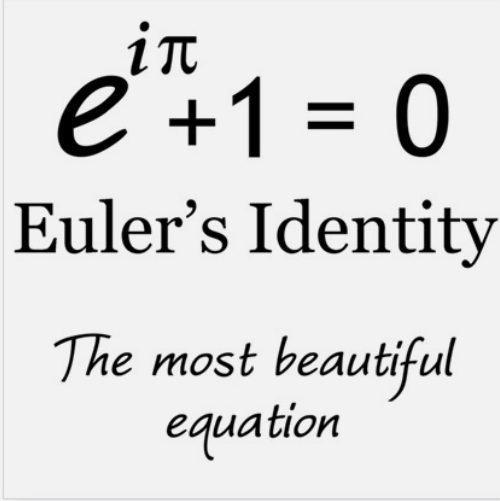 e^{iπ}+1 = 0
Euler’s Identity
The most beautiful
equation